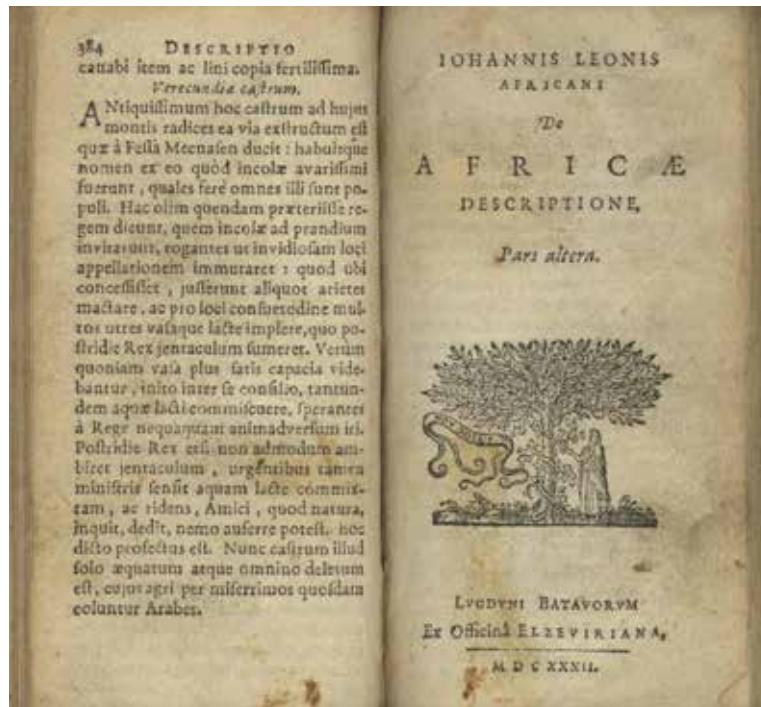 384 DESCRIPTIO
cannabi item ac lini copia fertilissima.
Verecundiæ castrum.
ANtiquissimum hoc castrum ad hujus
montis radices ea via exstructum est
quæ à Fessa Mecnasen ducit : habuitque
nomen ex eo quòd incolæ avarissimi
fuerunt , quales ferè omnes illi sunt po-
puli. Hac olim quendam præteriisse re-
gem dicunt, quem incolæ ad prandium
invitarunt, rogantes ut invidiosam loci
appellationem immutaret : quod ubi
concessisset , jusserunt aliquot arietes
mactare, ac pro loci consuetudine mul-
tos utres vasaque lacte implere, quo po-
stridie Rex jentaculum sumeret. Verùm
quoniam vasa plus satis capacia vide-
bantur , inito inter se consilio, tantun-
dem aquæ lacti commiscuere, sperantes
à Rege nequaquam animadversum iri.
Postridie Rex etsi non admodum am-
biret jentaculum , urgentibus tamen
ministris sensit aquam lacte commix-
tam , ac ridens, Amici , quod natura,
inquit, dedit, nemo auferre potest. hoc
dicto profectus est. Nunc castrum illud
solo æquatum atque omnino deletum
est, cujus agri per miserrimos quosdam
coluntur Arabes.
IOHANNIS LEONIS
AFRICANI
De
AFRICÆ
DESCRIPTIONE,
Pars altera.
LVGDVNI BATAVORVM
Ex Officinâ ELZEVIRIANA,
M D C XXXII.